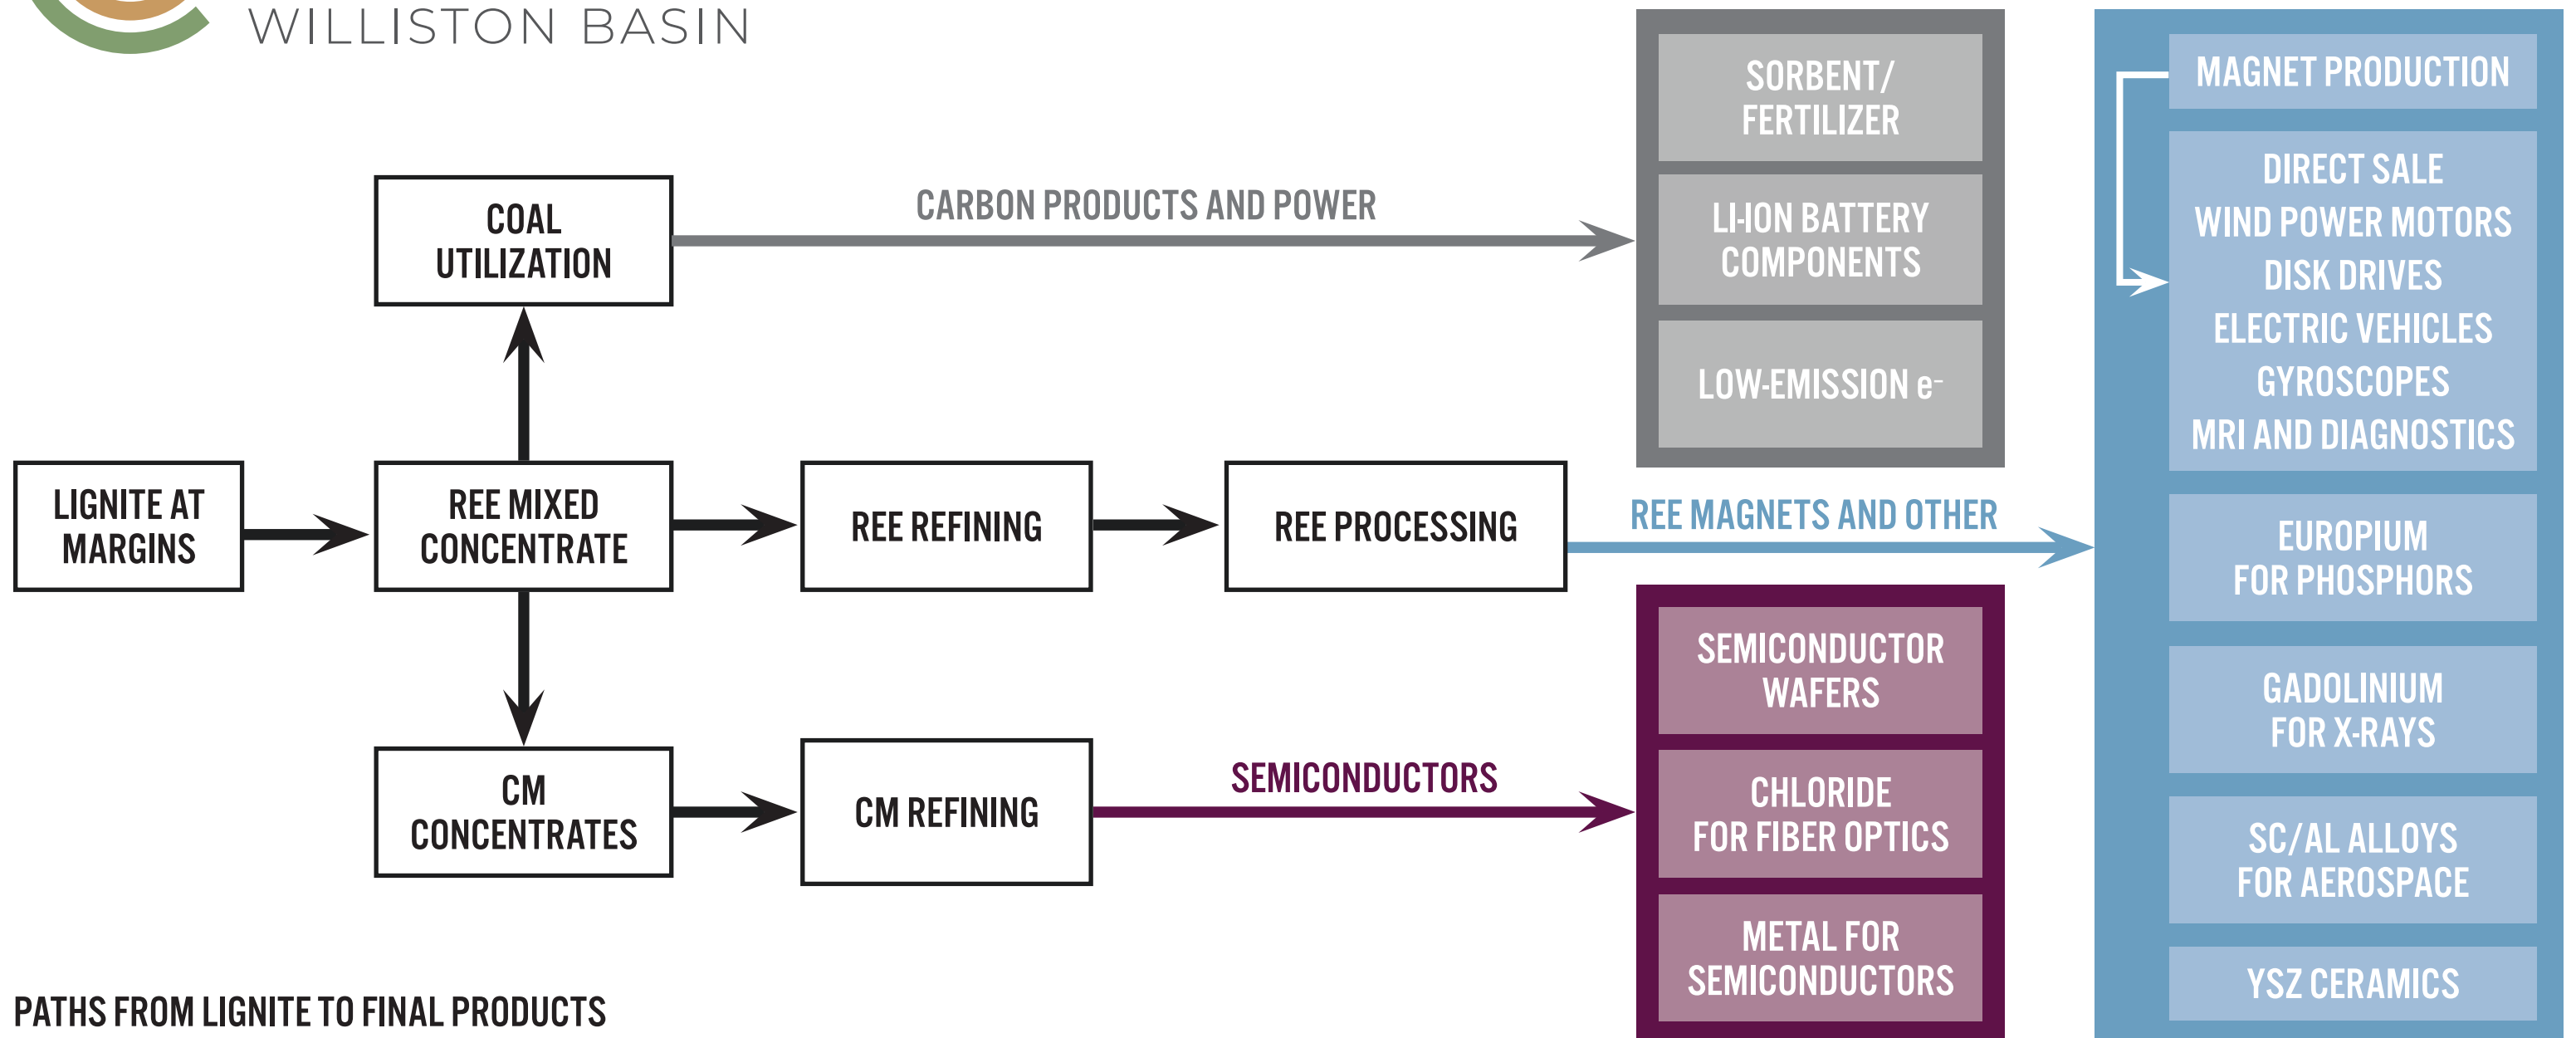 WILLISTON BASIN
COAL
UTILIZATION
CARBON PRODUCTS AND POWER
SORBENT/
FERTILIZER
LI-ION BATTERY
COMPONENTS
LOW-EMISSION e⁻
LIGNITE AT
MARGINS
REE MIXED
CONCENTRATE
REE REFINING
REE PROCESSING
REE MAGNETS AND OTHER
MAGNET PRODUCTION
DIRECT SALE
WIND POWER MOTORS
DISK DRIVES
ELECTRIC VEHICLES
GYROSCOPES
MRI AND DIAGNOSTICS
EUROPIUM
FOR PHOSPHORS
GADOLINIUM
FOR X-RAYS
SC/AL ALLOYS
FOR AEROSPACE
YSZ CERAMICS
CM
CONCENTRATES
CM REFINING
SEMICONDUCTORS
SEMICONDUCTOR
WAFERS
CHLORIDE
FOR FIBER OPTICS
METAL FOR
SEMICONDUCTORS
PATHS FROM LIGNITE TO FINAL PRODUCTS